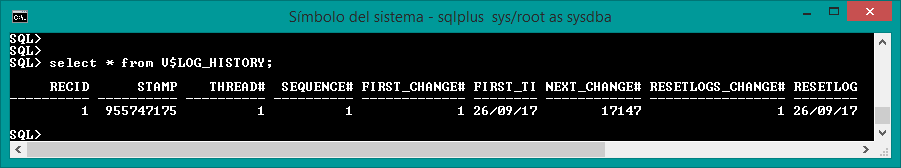 Símbolo del sistema - sqlplus sys/root as sysdba
SQL>
SQL>
SQL> select * from V$LOG_HISTORY;
RECID STAMP THREAD# SEQUENCE# FIRST_CHANGE# FIRST_TI NEXT_CHANGE# RESETLOGS_CHANGE# RESETLOG
---------- ---------- ---------- ---------- ------------- -------- ------------ ----------------- --------
1 955747175 1 1 1 26/09/17 17147 1 26/09/17
SQL>